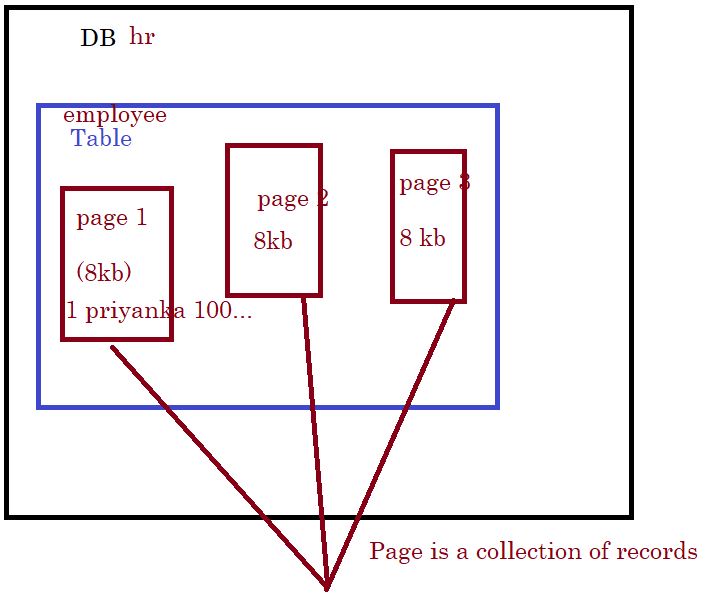 DB hr
employee
Table
page 1
(8kb)
1 priyanka 100...
page 2
8kb
page 3
8 kb
Page is a collection of records